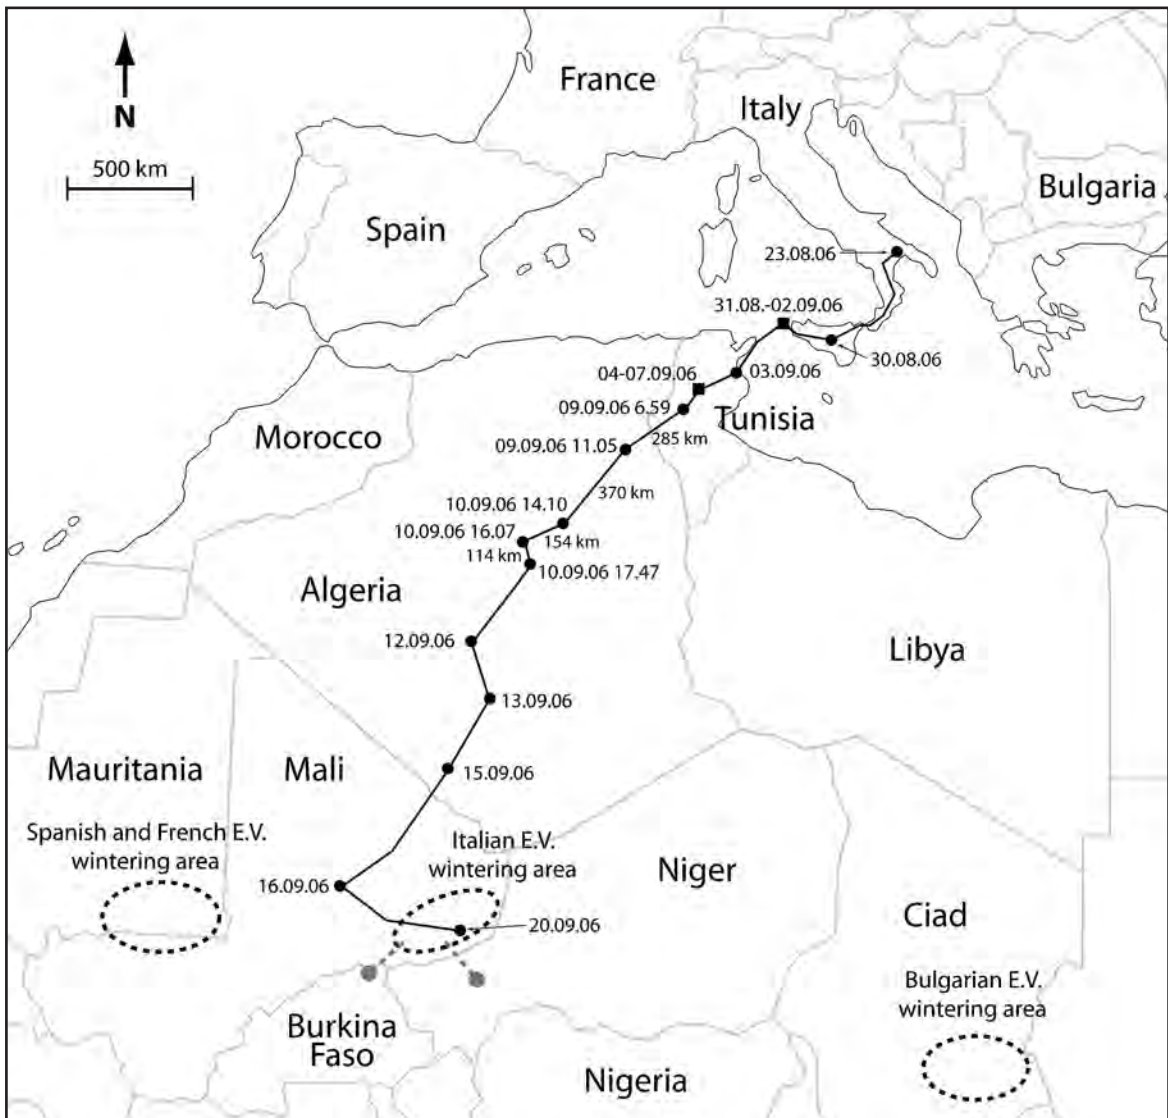 N
500 km
France
Italy
Bulgaria
Spain
23.08.06
31.08.-02.09.06
30.08.06
04-07.09.06
03.09.06
09.09.06 6.59
Tunisia
Morocco
09.09.06 11.05
285 km
370 km
10.09.06 14.10
10.09.06 16.07
154 km
114 km
10.09.06 17.47
Algeria
12.09.06
Libya
13.09.06
Mauritania
Mali
15.09.06
Spanish and French E.V.
wintering area
Italian E.V.
wintering area
Niger
16.09.06
20.09.06
Ciad
Bulgarian E.V.
wintering area
Burkina
Faso
Nigeria